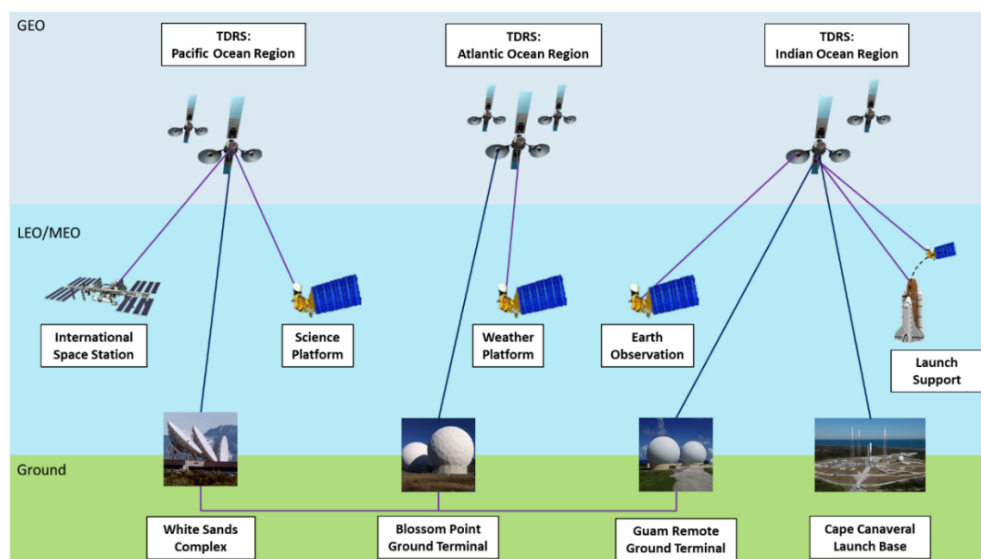 GEO
TDRS:
Pacific Ocean Region
TDRS:
Atlantic Ocean Region
TDRS:
Indian Ocean Region
LEO/MEO
International
Space Station
Science
Platform
Weather
Platform
Earth
Observation
Launch
Support
Ground
White Sands
Complex
Blossom Point
Ground Terminal
Guam Remote
Ground Terminal
Cape Canaveral
Launch Base